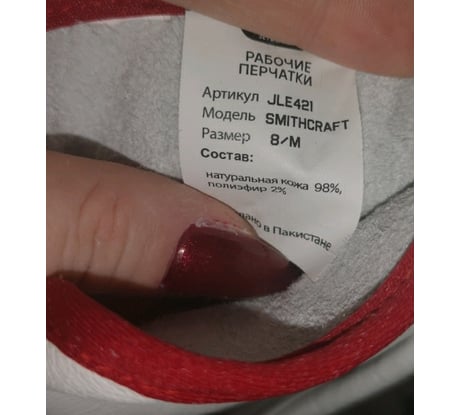 РАБОЧИЕ
ПЕРЧАТКИ
Артикул JLE421
Модель SMITHCRAFT
Размер 8/M
Состав:
натуральная кожа 98%,
полиэфир 2%
в Пакистане